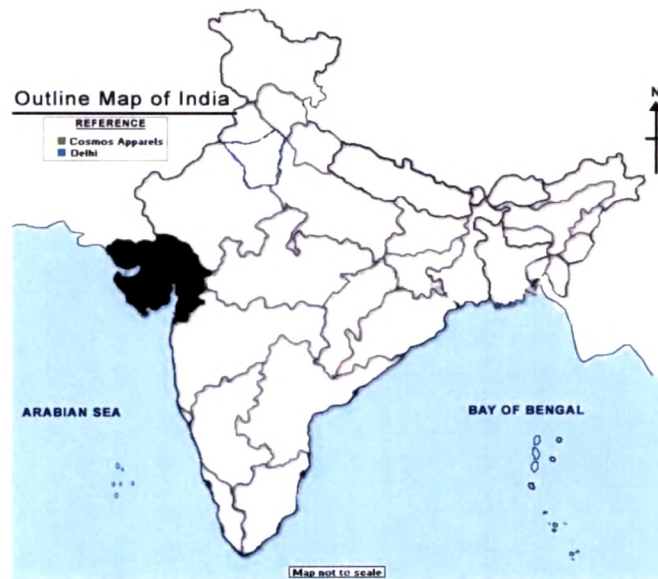 Outline Map of India
N
REFERENCE
Cosmos Apparels
Delhi
ARABIAN SEA
BAY OF BENGAL
Map not to scale